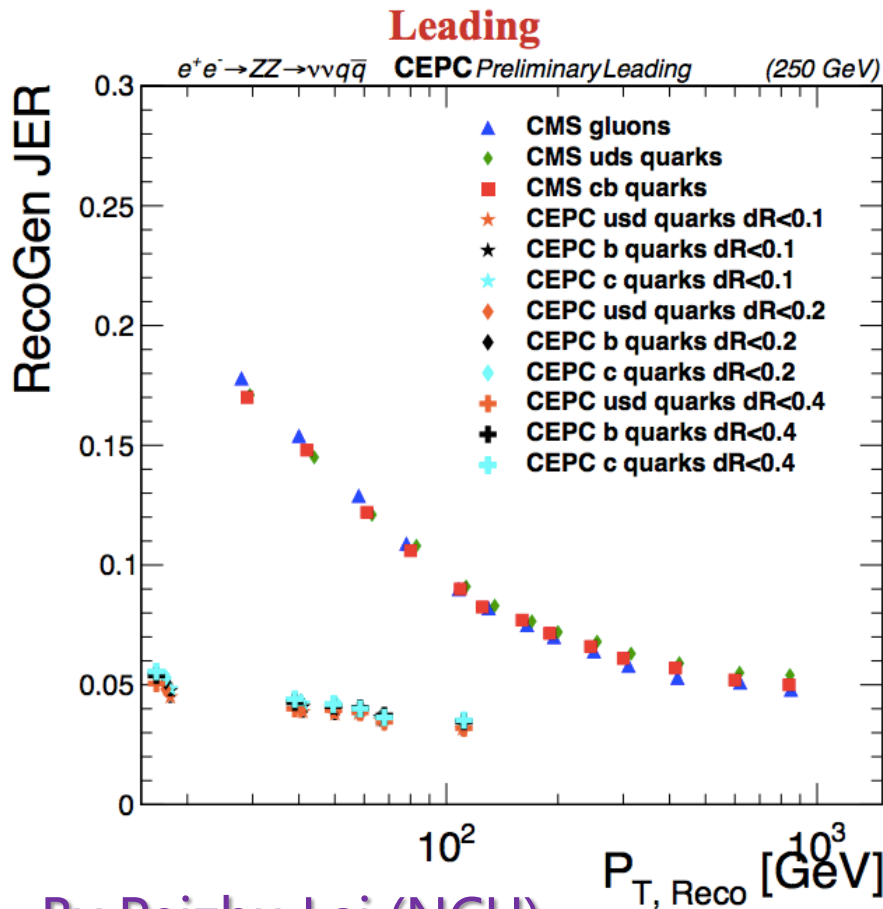 Leading
e⁺e⁻→ZZ→ννqq̅ CEPC Preliminary Leading (250 GeV)
RecoGen JER
0.3
0.25
0.2
0.15
0.1
0.05
0
CMS gluons
CMS uds quarks
CMS cb quarks
CEPC usd quarks dR<0.1
CEPC b quarks dR<0.1
CEPC c quarks dR<0.1
CEPC usd quarks dR<0.2
CEPC b quarks dR<0.2
CEPC c quarks dR<0.2
CEPC usd quarks dR<0.4
CEPC b quarks dR<0.4
CEPC c quarks dR<0.4
10² 10³
P_T, Reco [GeV]